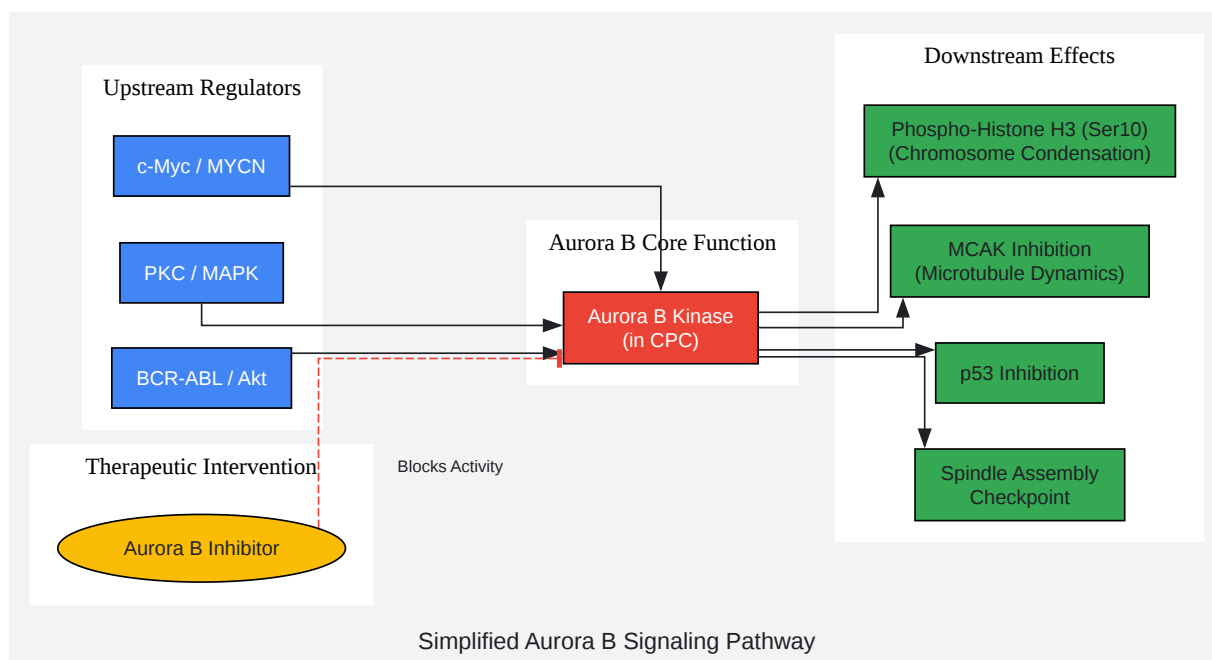 Upstream Regulators
c-Myc / MYCN
PKC / MAPK
BCR-ABL / Akt
Therapeutic Intervention
Aurora B Inhibitor
Blocks Activity
Aurora B Core Function
Aurora B Kinase
(in CPC)
Downstream Effects
Phospho-Histone H3 (Ser10)
(Chromosome Condensation)
MCAK Inhibition
(Microtubule Dynamics)
p53 Inhibition
Spindle Assembly
Checkpoint
Simplified Aurora B Signaling Pathway